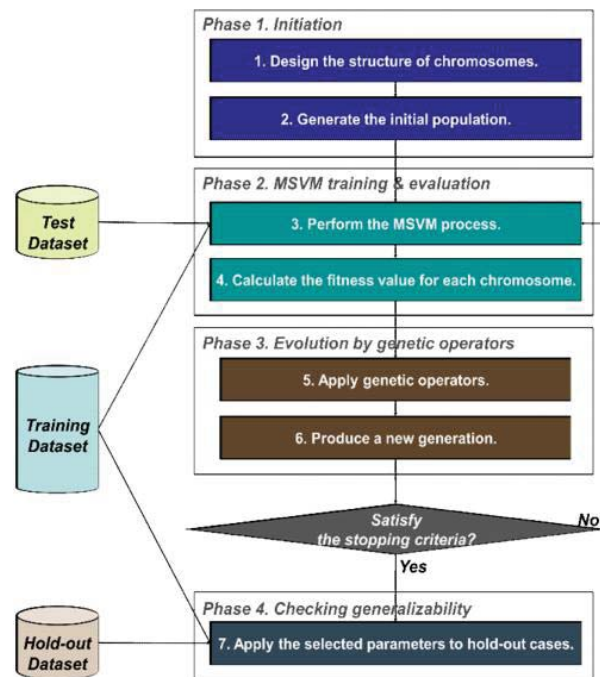 Phase 1. Initiation
1. Design the structure of chromosomes.
2. Generate the initial population.
Phase 2. MSVM training & evaluation
Test
Dataset
3. Perform the MSVM process.
4. Calculate the fitness value for each chromosome.
Phase 3. Evolution by genetic operators
5. Apply genetic operators.
Training
Dataset
6. Produce a new generation.
Satisfy
the stopping criteria?
No
Yes
Phase 4. Checking generalizability
Hold-out
Dataset
7. Apply the selected parameters to hold-out cases.